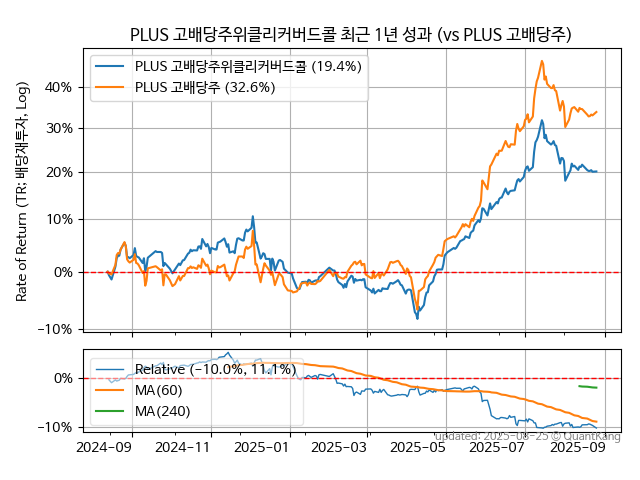 PLUS 고배당주위클리커버드콜 최근 1년 성과 (vs PLUS 고배당주)
Rate of Return (TR; 배당재투자, Log)
PLUS 고배당주위클리커버드콜 (19.4%)
PLUS 고배당주 (32.6%)
40%
30%
20%
10%
0%
−10%
Relative (−10.0%, 11.1%)
MA(60)
MA(240)
0%
−10%
updated: 2025-08-25 © QuantKang
2024−09
2024−11
2025−01
2025−03
2025−05
2025−07
2025−09